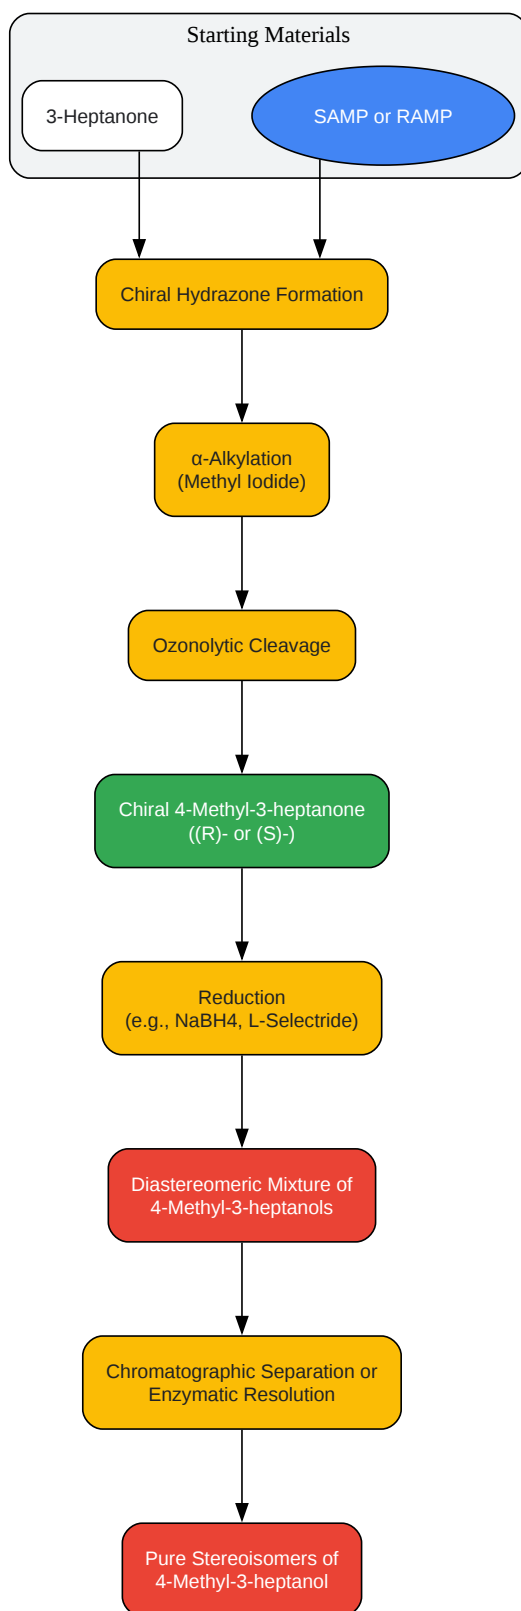 Starting Materials
3-Heptanone
SAMP or RAMP
Chiral Hydrazone Formation
α-Alkylation
(Methyl Iodide)
Ozonolytic Cleavage
Chiral 4-Methyl-3-heptanone
((R)- or (S)-)
Reduction
(e.g., NaBH4, L-Selectride)
Diastereomeric Mixture of
4-Methyl-3-heptanols
Chromatographic Separation or
Enzymatic Resolution
Pure Stereoisomers of
4-Methyl-3-heptanol